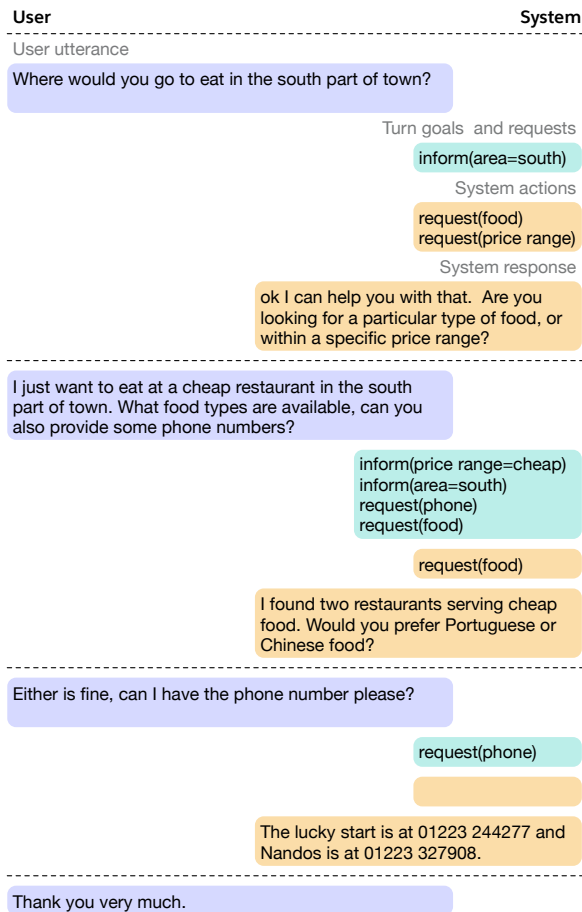 User System
User utterance
Where would you go to eat in the south part of town?
Turn goals and requests
inform(area=south)
System actions
request(food)
request(price range)
System response
ok I can help you with that. Are you
looking for a particular type of food, or
within a specific price range?
I just want to eat at a cheap restaurant in the south
part of town. What food types are available, can you
also provide some phone numbers?
inform(price range=cheap)
inform(area=south)
request(phone)
request(food)
request(food)
I found two restaurants serving cheap
food. Would you prefer Portuguese or
Chinese food?
Either is fine, can I have the phone number please?
request(phone)
The lucky start is at 01223 244277 and
Nandos is at 01223 327908.
Thank you very much.